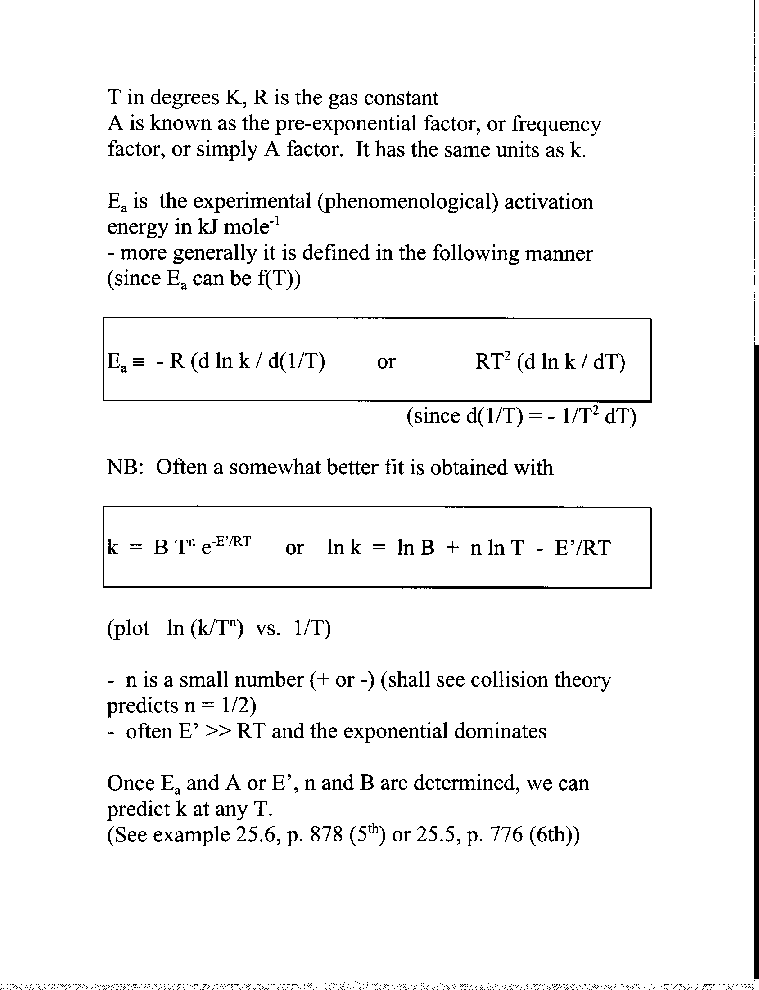 T in degrees K, R is the gas constant
A is known as the pre-exponential factor, or frequency
factor, or simply A factor.  It has the same units as k.
Eₐ is  the experimental (phenomenological) activation
energy in kJ mole⁻¹
- more generally it is defined in the following manner
(since Eₐ can be f(T))
Eₐ ≡  - R (d ln k / d(1/T)      or      RT² (d ln k / dT)
(since d(1/T) = - 1/T² dT)
NB:  Often a somewhat better fit is obtained with
k  =  B Tⁿ e^(-E'/RT)    or    ln k  =  ln B  +  n ln T  -  E'/RT
(plot   ln (k/Tⁿ)  vs.  1/T)
-  n is a small number (+ or -) (shall see collision theory
predicts n = 1/2)
-  often E' >> RT and the exponential dominates
Once Eₐ and A or E', n and B are determined, we can
predict k at any T.
(See example 25.6, p. 878 (5th) or 25.5, p. 776 (6th))